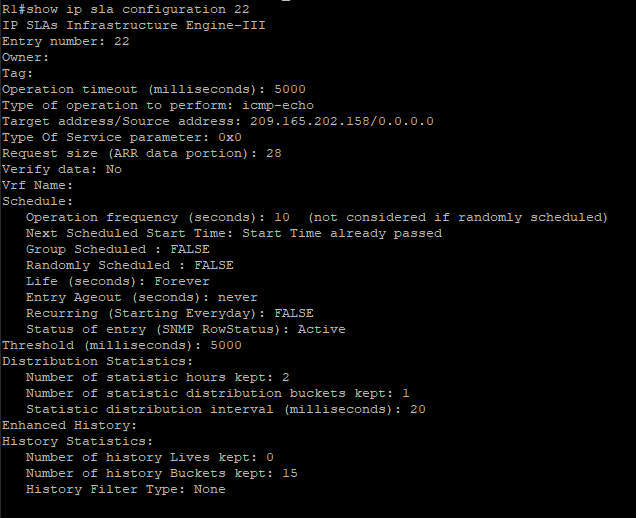 R1#show ip sla configuration 22
IP SLAs Infrastructure Engine-III
Entry number: 22
Owner:
Tag:
Operation timeout (milliseconds): 5000
Type of operation to perform: icmp-echo
Target address/Source address: 209.165.202.158/0.0.0.0
Type Of Service parameter: 0x0
Request size (ARR data portion): 28
Verify data: No
Vrf Name:
Schedule:
   Operation frequency (seconds): 10  (not considered if randomly scheduled)
   Next Scheduled Start Time: Start Time already passed
   Group Scheduled : FALSE
   Randomly Scheduled : FALSE
   Life (seconds): Forever
   Entry Ageout (seconds): never
   Recurring (Starting Everyday): FALSE
   Status of entry (SNMP RowStatus): Active
Threshold (milliseconds): 5000
Distribution Statistics:
   Number of statistic hours kept: 2
   Number of statistic distribution buckets kept: 1
   Statistic distribution interval (milliseconds): 20
Enhanced History:
History Statistics:
   Number of history Lives kept: 0
   Number of history Buckets kept: 15
   History Filter Type: None